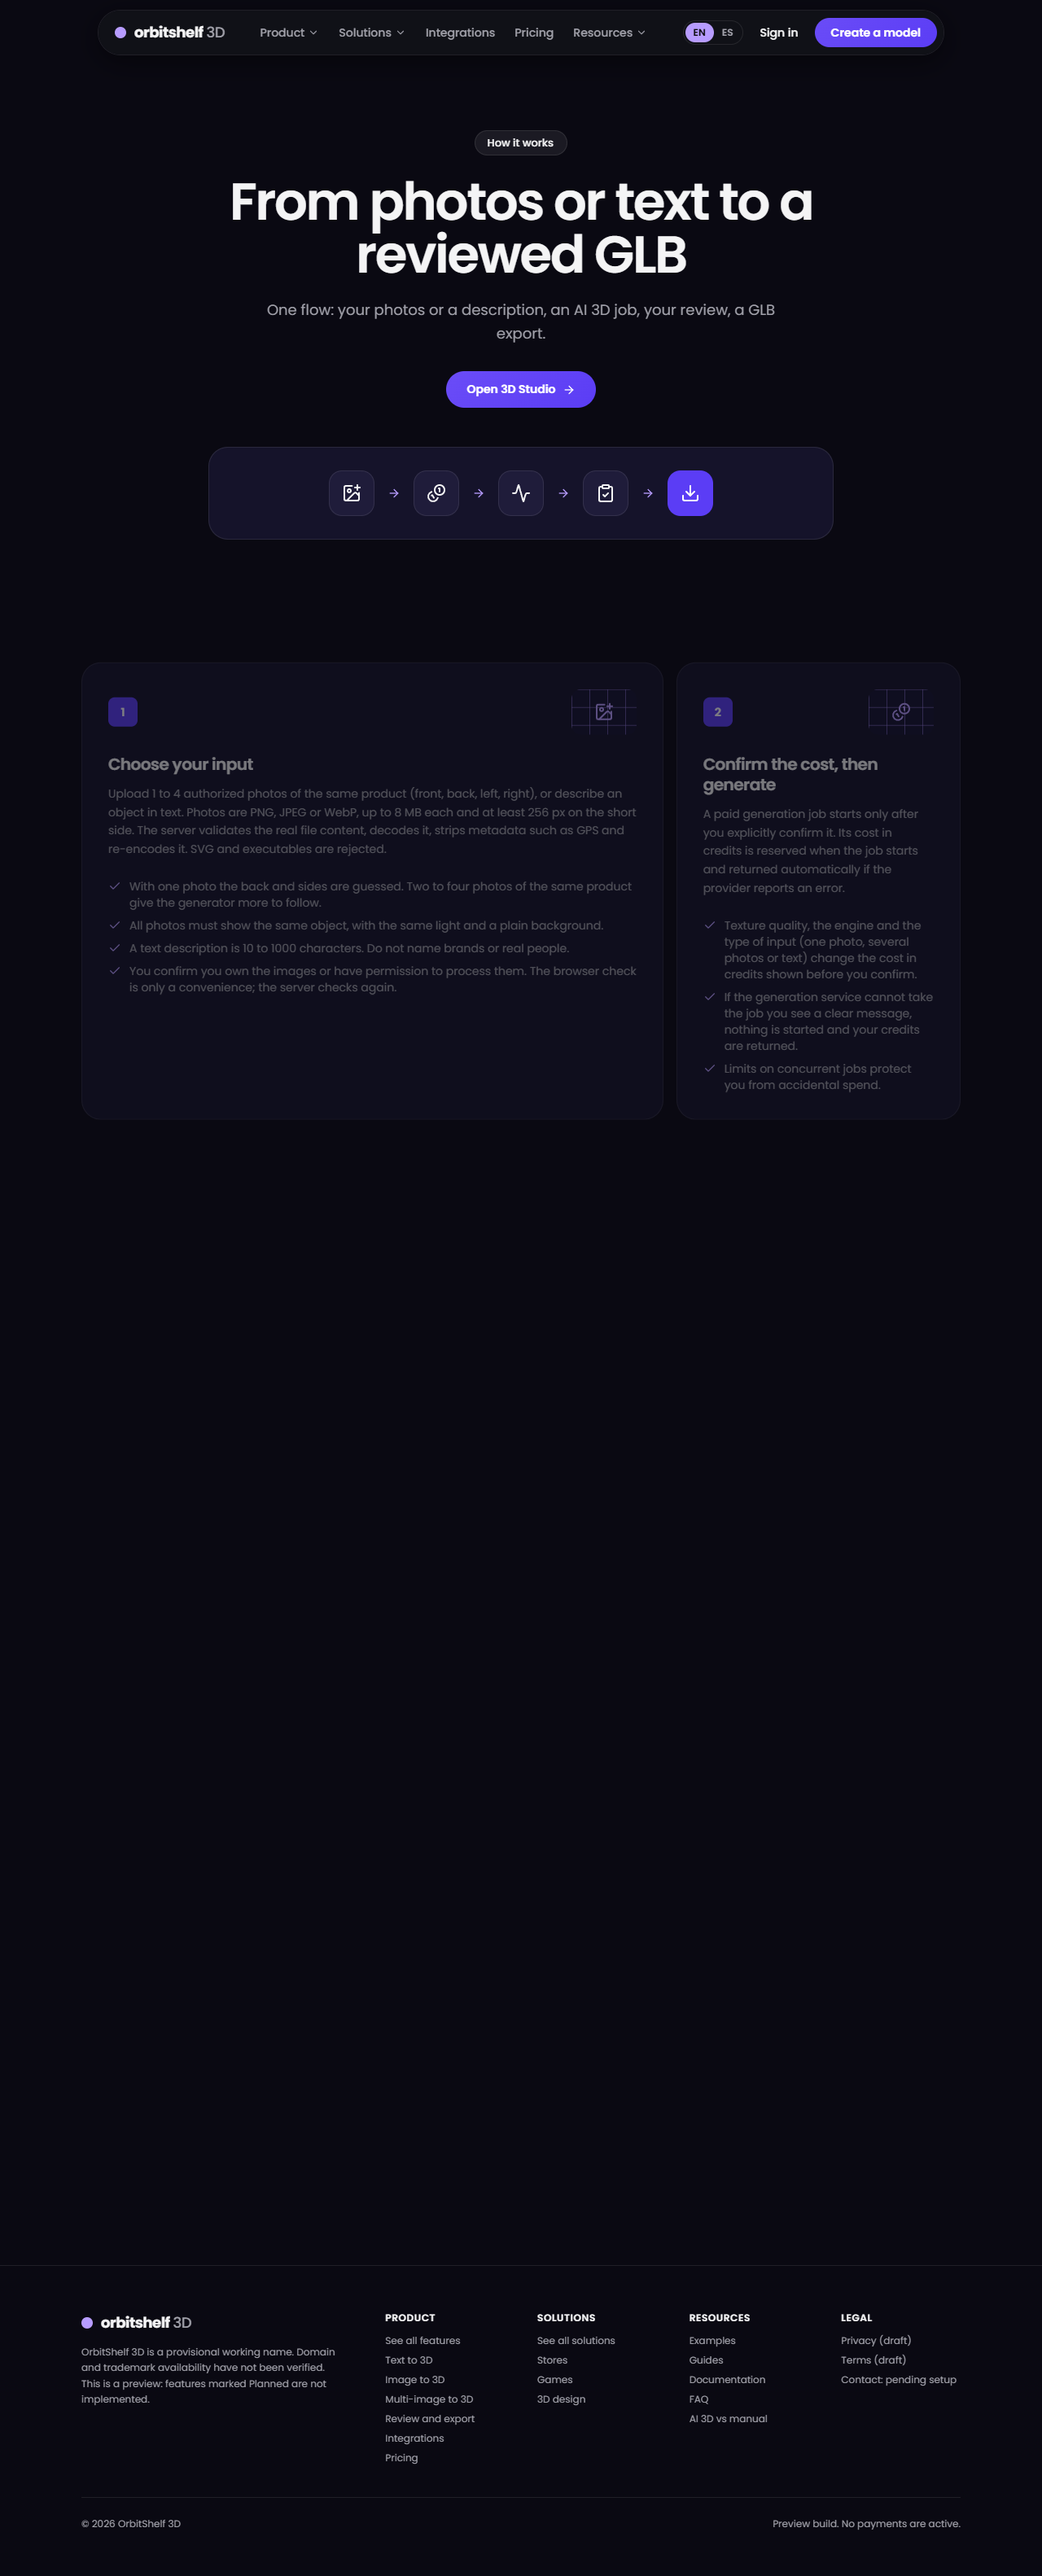 orbitshelf 3D
Product
Solutions
Integrations
Pricing
Resources
EN
ES
Sign in
Create a model
How it works
From photos or text to a
reviewed GLB
One flow: your photos or a description, an AI 3D job, your review, a GLB
export.
Open 3D Studio
1
Choose your input
Upload 1 to 4 authorized photos of the same product (front, back, left, right), or describe an
object in text. Photos are PNG, JPEG or WebP, up to 8 MB each and at least 256 px on the short
side. The server validates the real file content, decodes it, strips metadata such as GPS and
re-encodes it. SVG and executables are rejected.
With one photo the back and sides are guessed. Two to four photos of the same product
give the generator more to follow.
All photos must show the same object, with the same light and a plain background.
A text description is 10 to 1000 characters. Do not name brands or real people.
You confirm you own the images or have permission to process them. The browser check
is only a convenience; the server checks again.
2
Confirm the cost, then
generate
A paid generation job starts only after
you explicitly confirm it. Its cost in
credits is reserved when the job starts
and returned automatically if the
provider reports an error.
Texture quality, the engine and the
type of input (one photo, several
photos or text) change the cost in
credits shown before you confirm.
If the generation service cannot take
the job you see a clear message,
nothing is started and your credits
are returned.
Limits on concurrent jobs protect
you from accidental spend.
orbitshelf 3D
OrbitShelf 3D is a provisional working name. Domain
and trademark availability have not been verified.
This is a preview: features marked Planned are not
implemented.
PRODUCT
See all features
Text to 3D
Image to 3D
Multi-image to 3D
Review and export
Integrations
Pricing
SOLUTIONS
See all solutions
Stores
Games
3D design
RESOURCES
Examples
Guides
Documentation
FAQ
AI 3D vs manual
LEGAL
Privacy (draft)
Terms (draft)
Contact: pending setup
© 2026 OrbitShelf 3D
Preview build. No payments are active.